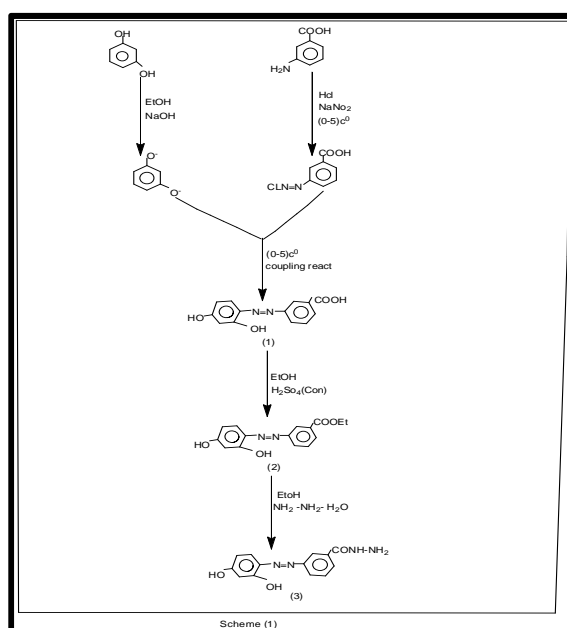 OH
COOH
OH
H₂N
EtOH
NaOH
Hcl
NaNo₂
(0-5)c⁰
O⁻
COOH
O⁻
CLN=N
(0-5)c⁰
coupling react
HO
N=N
COOH
OH
(1)
EtOH
H₂So₄(Con)
HO
N=N
COOEt
OH
(2)
EtoH
NH₂ -NH₂- H₂O
HO
N=N
CONH-NH₂
OH
(3)
Scheme (1)